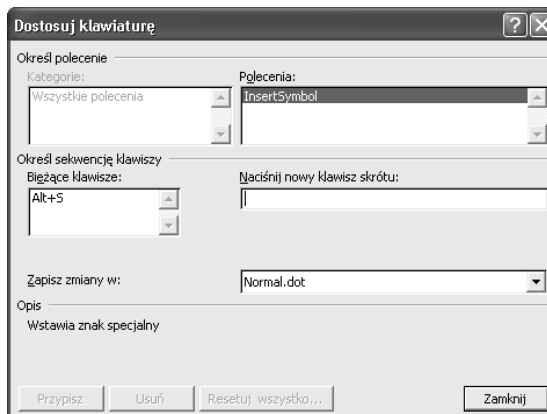 Dostosuj klawiaturę
Określ polecenie
Kategorie:
Polecenia:
Wszystkie polecenia
InsertSymbol
Określ sekwencję klawiszy
Bieżące klawisze:
Naciśnij nowy klawisz skrótu:
Alt+S
Zapisz zmiany w:
Normal.dot
Opis
Wstawia znak specjalny
Przypisz
Usuń
Resetuj wszystko...
Zamknij